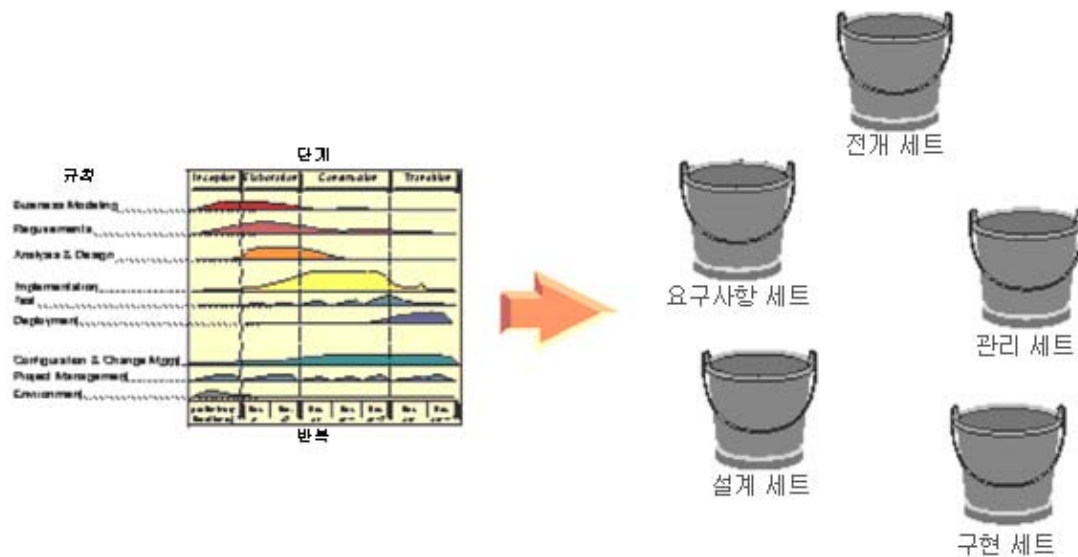 단계
규칙
Inception Elaboration Construction Transition
Business Modeling
Requirements
Analysis & Design
Implementation
Test
Deployment
Configuration & Change Mgmt
Project Management
Environment
반복
전개 세트
요구사항 세트
관리 세트
설계 세트
구현 세트